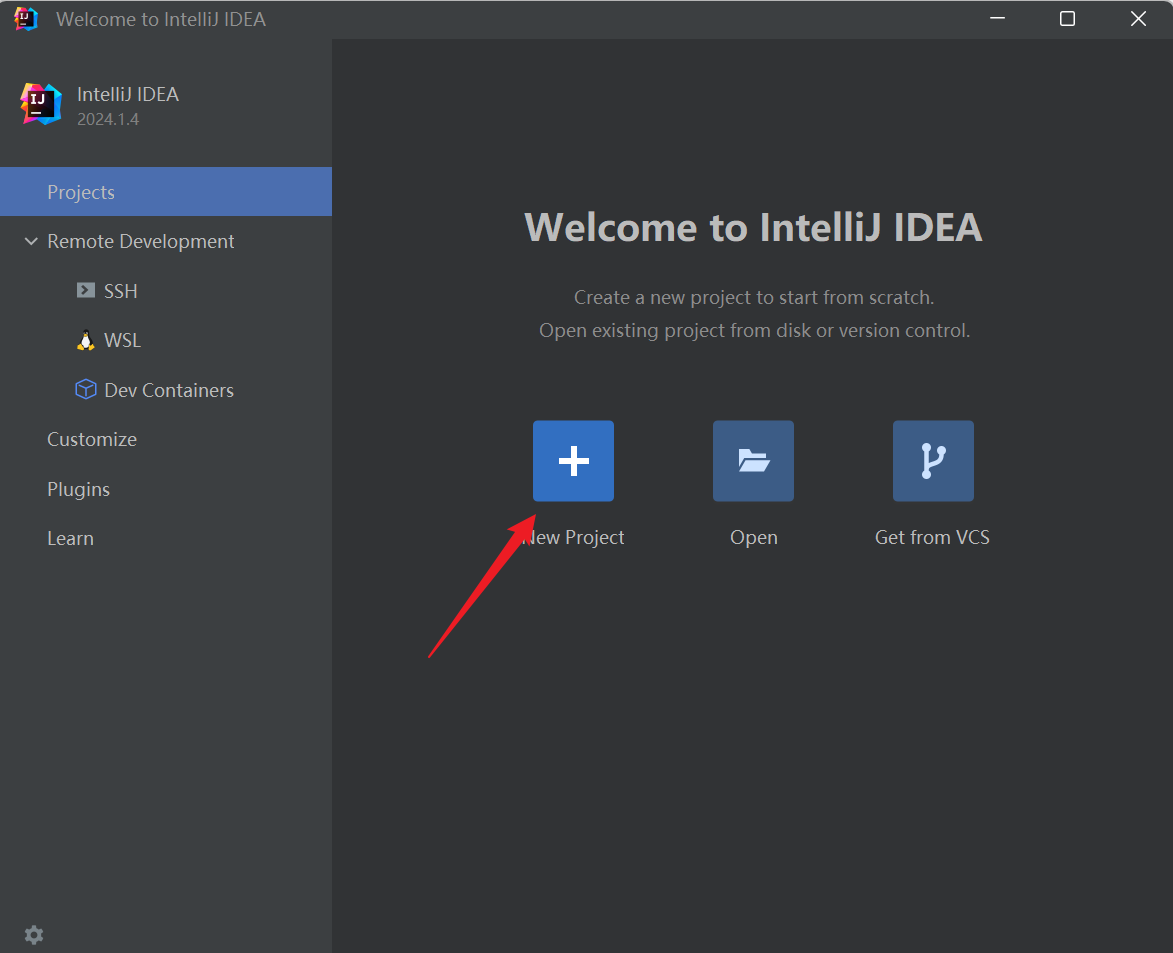 Welcome to IntelliJ IDEA
IntelliJ IDEA
2024.1.4
Projects
Remote Development
SSH
WSL
Dev Containers
Customize
Plugins
Learn
Welcome to IntelliJ IDEA
Create a new project to start from scratch.
Open existing project from disk or version control.
New Project
Open
Get from VCS